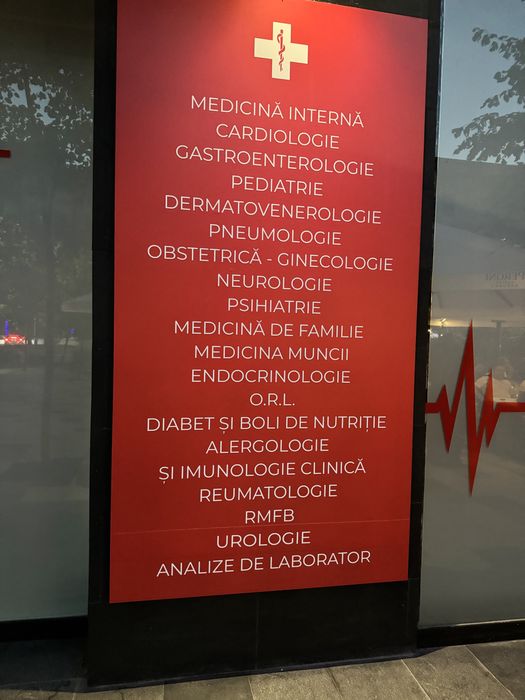 MEDICINĂ INTERNĂ
CARDIOLOGIE
GASTROENTEROLOGIE
PEDIATRIE
DERMATOVENEROLOGIE
PNEUMOLOGIE
OBSTETRICĂ - GINECOLOGIE
NEUROLOGIE
PSIHIATRIE
MEDICINĂ DE FAMILIE
MEDICINA MUNCII
ENDOCRINOLOGIE
O.R.L.
DIABET ȘI BOLI DE NUTRIȚIE
ALERGOLOGIE
ȘI IMUNOLOGIE CLINICĂ
REUMATOLOGIE
RMFB
UROLOGIE
ANALIZE DE LABORATOR